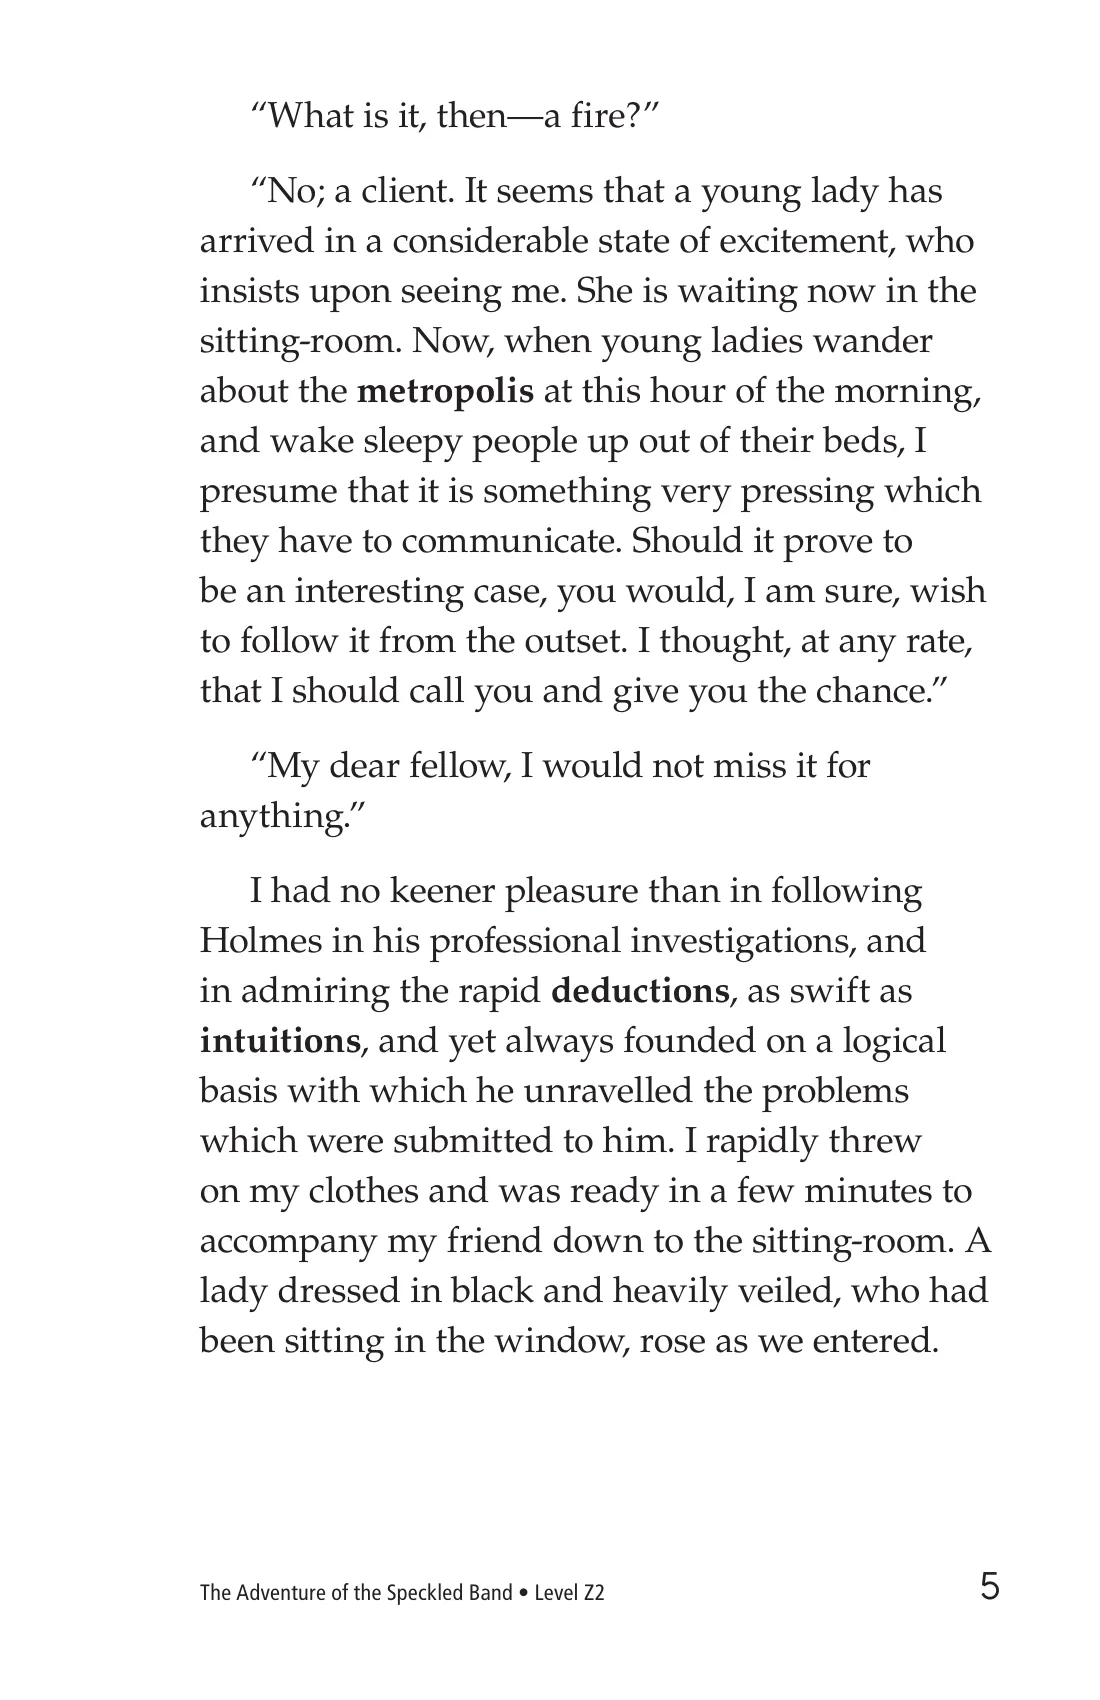 “What is it, then—a fire?”
“No; a client. It seems that a young lady has
arrived in a considerable state of excitement, who
insists upon seeing me. She is waiting now in the
sitting-room. Now, when young ladies wander
about the metropolis at this hour of the morning,
and wake sleepy people up out of their beds, I
presume that it is something very pressing which
they have to communicate. Should it prove to
be an interesting case, you would, I am sure, wish
to follow it from the outset. I thought, at any rate,
that I should call you and give you the chance.”
“My dear fellow, I would not miss it for
anything.”
I had no keener pleasure than in following
Holmes in his professional investigations, and
in admiring the rapid deductions, as swift as
intuitions, and yet always founded on a logical
basis with which he unravelled the problems
which were submitted to him. I rapidly threw
on my clothes and was ready in a few minutes to
accompany my friend down to the sitting-room. A
lady dressed in black and heavily veiled, who had
been sitting in the window, rose as we entered.
The Adventure of the Speckled Band • Level Z2 5